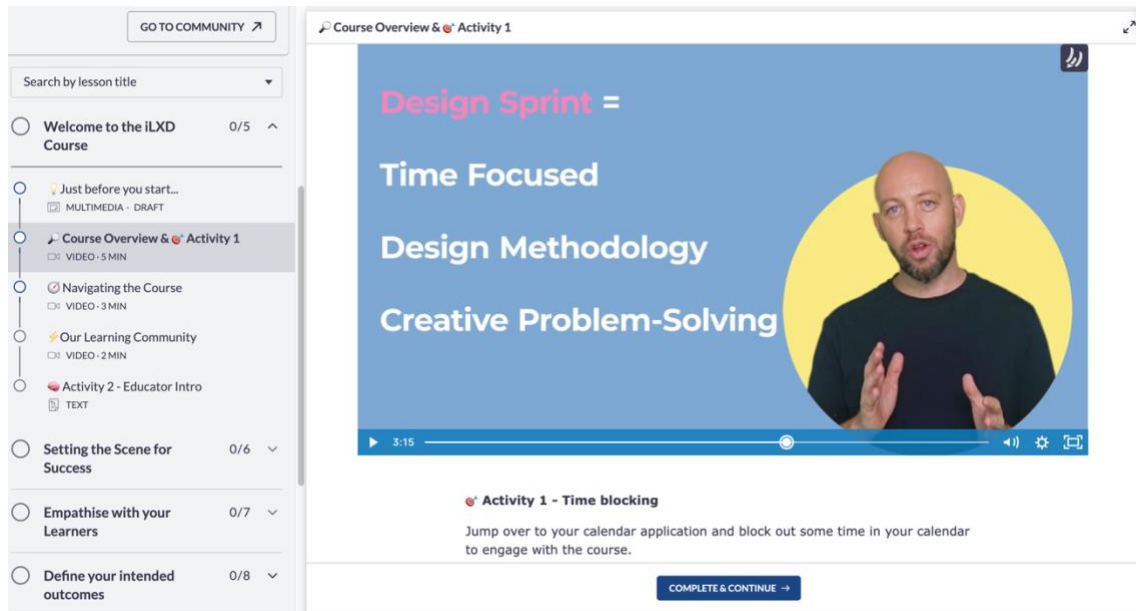 GO TO COMMUNITY ↗
Search by lesson title
Welcome to the iLXD 0/5
Course
💡Just before you start...
MULTIMEDIA - DRAFT
🔎Course Overview & 🎯 Activity 1
VIDEO · 5 MIN
🧭Navigating the Course
VIDEO · 3 MIN
⚡Our Learning Community
VIDEO · 2 MIN
🧠Activity 2 - Educator Intro
TEXT
Setting the Scene for 0/6
Success
Empathise with your 0/7
Learners
Define your intended 0/8
outcomes
🔎Course Overview & 🎯 Activity 1
Design Sprint =
Time Focused
Design Methodology
Creative Problem-Solving
3:15
🎯 Activity 1 - Time blocking
Jump over to your calendar application and block out some time in your calendar
to engage with the course.
COMPLETE & CONTINUE →